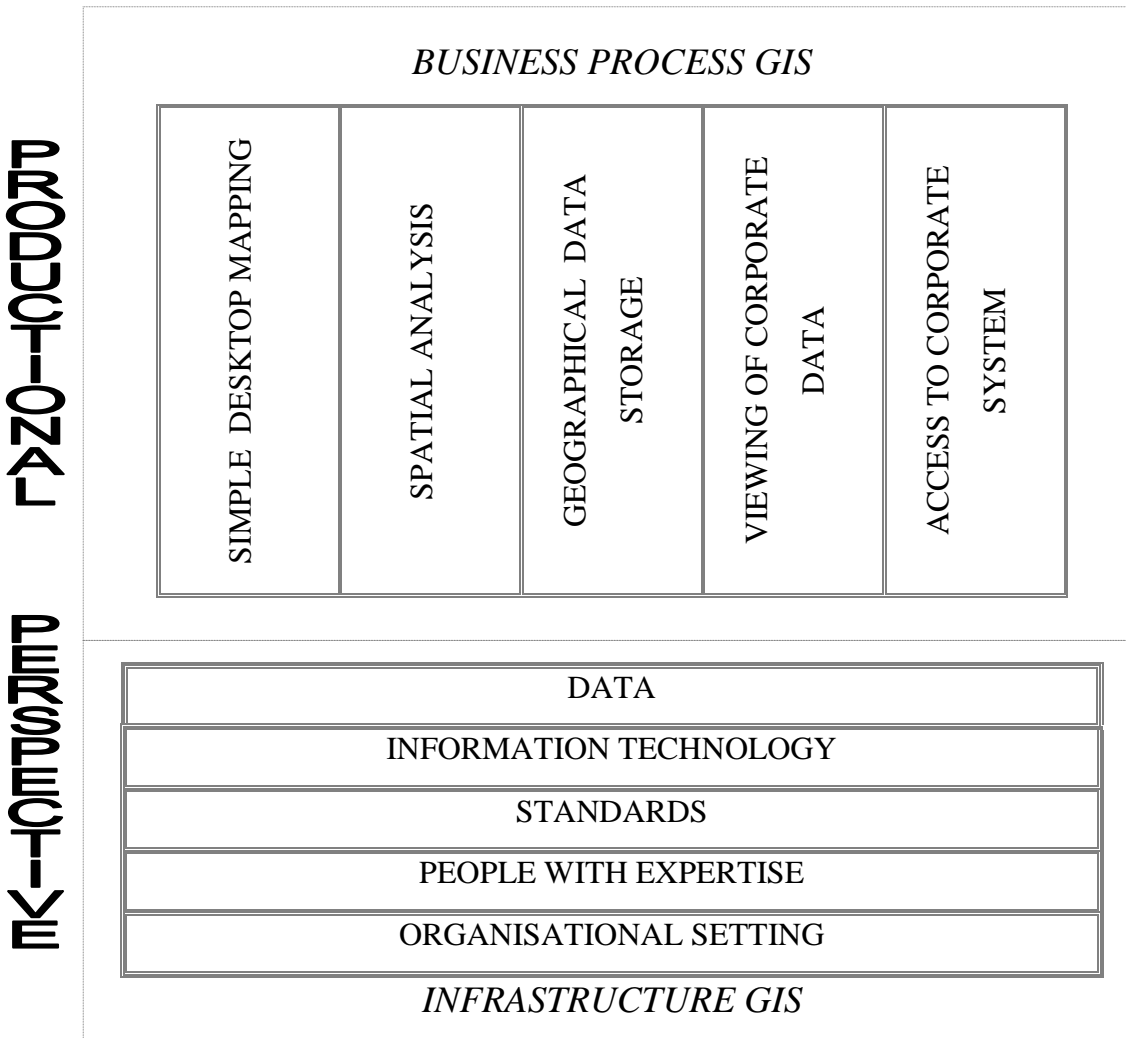 PRODUCTIONAL PERSPECTIVE
BUSINESS PROCESS GIS
SIMPLE DESKTOP MAPPING
SPATIAL ANALYSIS
GEOGRAPHICAL DATA
STORAGE
VIEWING OF CORPORATE
DATA
ACCESS TO CORPORATE
SYSTEM
DATA
INFORMATION TECHNOLOGY
STANDARDS
PEOPLE WITH EXPERTISE
ORGANISATIONAL SETTING
INFRASTRUCTURE GIS